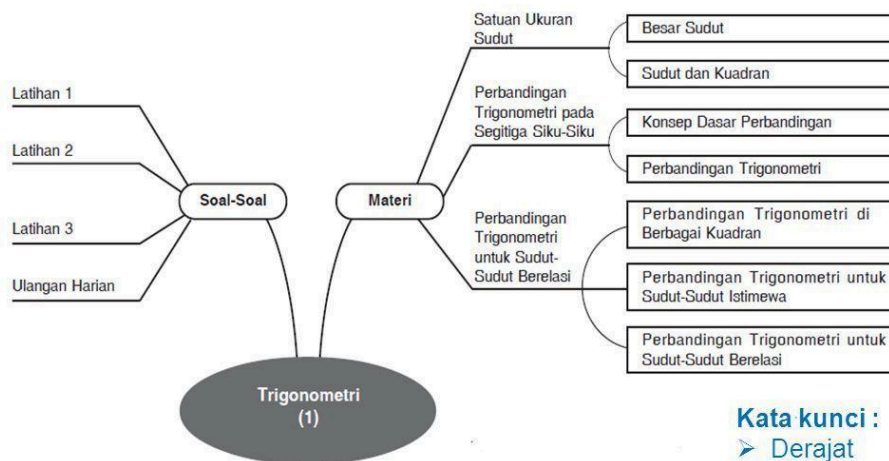 Latihan 1
Latihan 2
Latihan 3
Ulangan Harian
Soal-Soal
Materi
Satuan Ukuran
Sudut
Besar Sudut
Sudut dan Kuadran
Perbandingan
Trigonometri pada
Segitiga Siku-Siku
Konsep Dasar Perbandingan
Perbandingan Trigonometri
Perbandingan
Trigonometri
untuk Sudut-
Sudut Berelasi
Perbandingan Trigonometri di
Berbagai Kuadran
Perbandingan Trigonometri untuk
Sudut-Sudut Istimewa
Perbandingan Trigonometri untuk
Sudut-Sudut Berelasi
Trigonometri
(1)
Kata kunci :
➢ Derajat